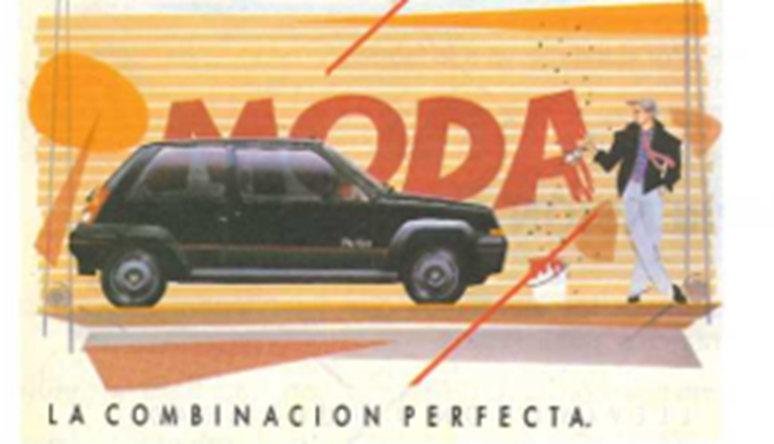 MODA
LA COMBINACION PERFECTA.